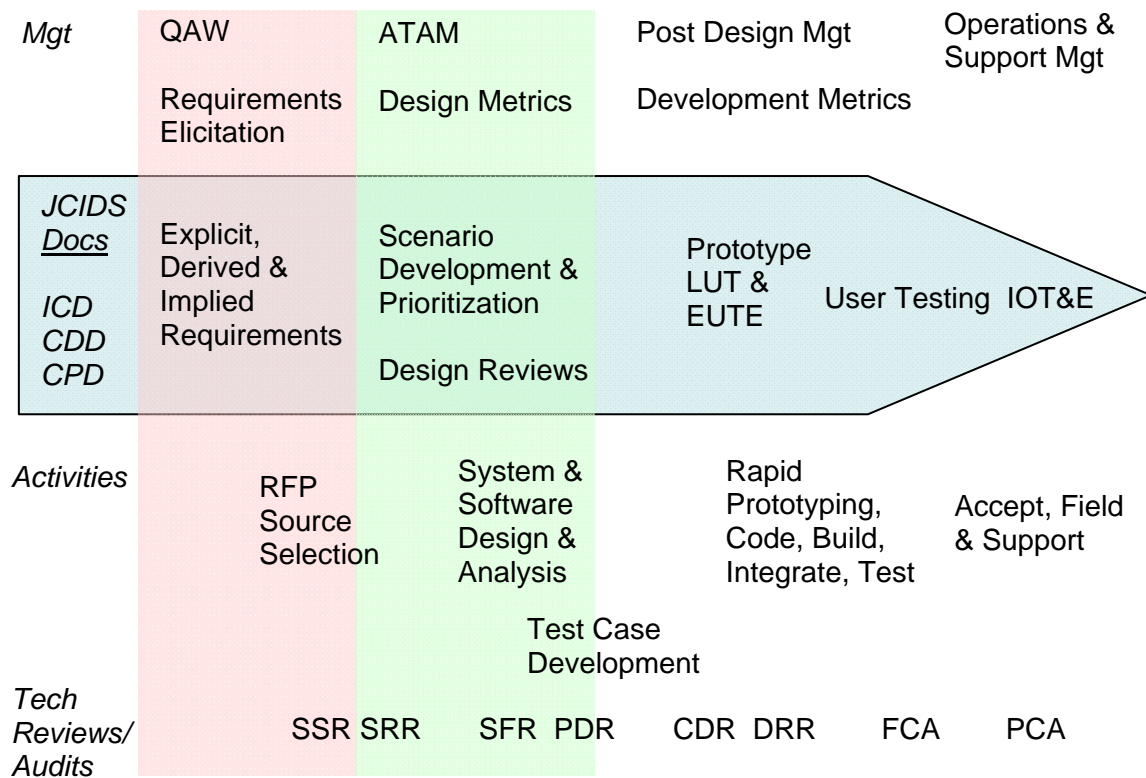 Mgt
QAW
ATAM
Post Design Mgt
Operations &
Support Mgt
Requirements
Elicitation
Design Metrics
Development Metrics
JCIDS
Docs
ICD
CDD
CPD
Explicit,
Derived &
Implied
Requirements
Scenario
Development &
Prioritization
Design Reviews
Prototype
LUT &
EUTE
User Testing
IOT&E
Activities
RFP
Source
Selection
System &
Software
Design &
Analysis
Rapid
Prototyping,
Code, Build,
Integrate, Test
Accept, Field
& Support
Test Case
Development
Tech
Reviews/
Audits
SSR SRR SFR PDR CDR DRR FCA PCA